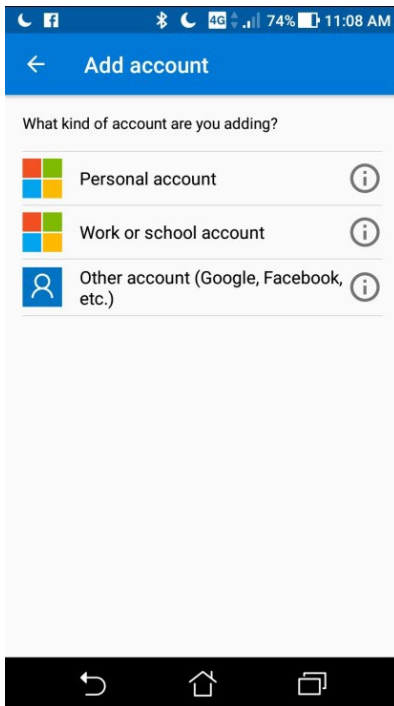 4G 74% 11:08 AM
Add account
What kind of account are you adding?
Personal account
Work or school account
Other account (Google, Facebook,
etc.)